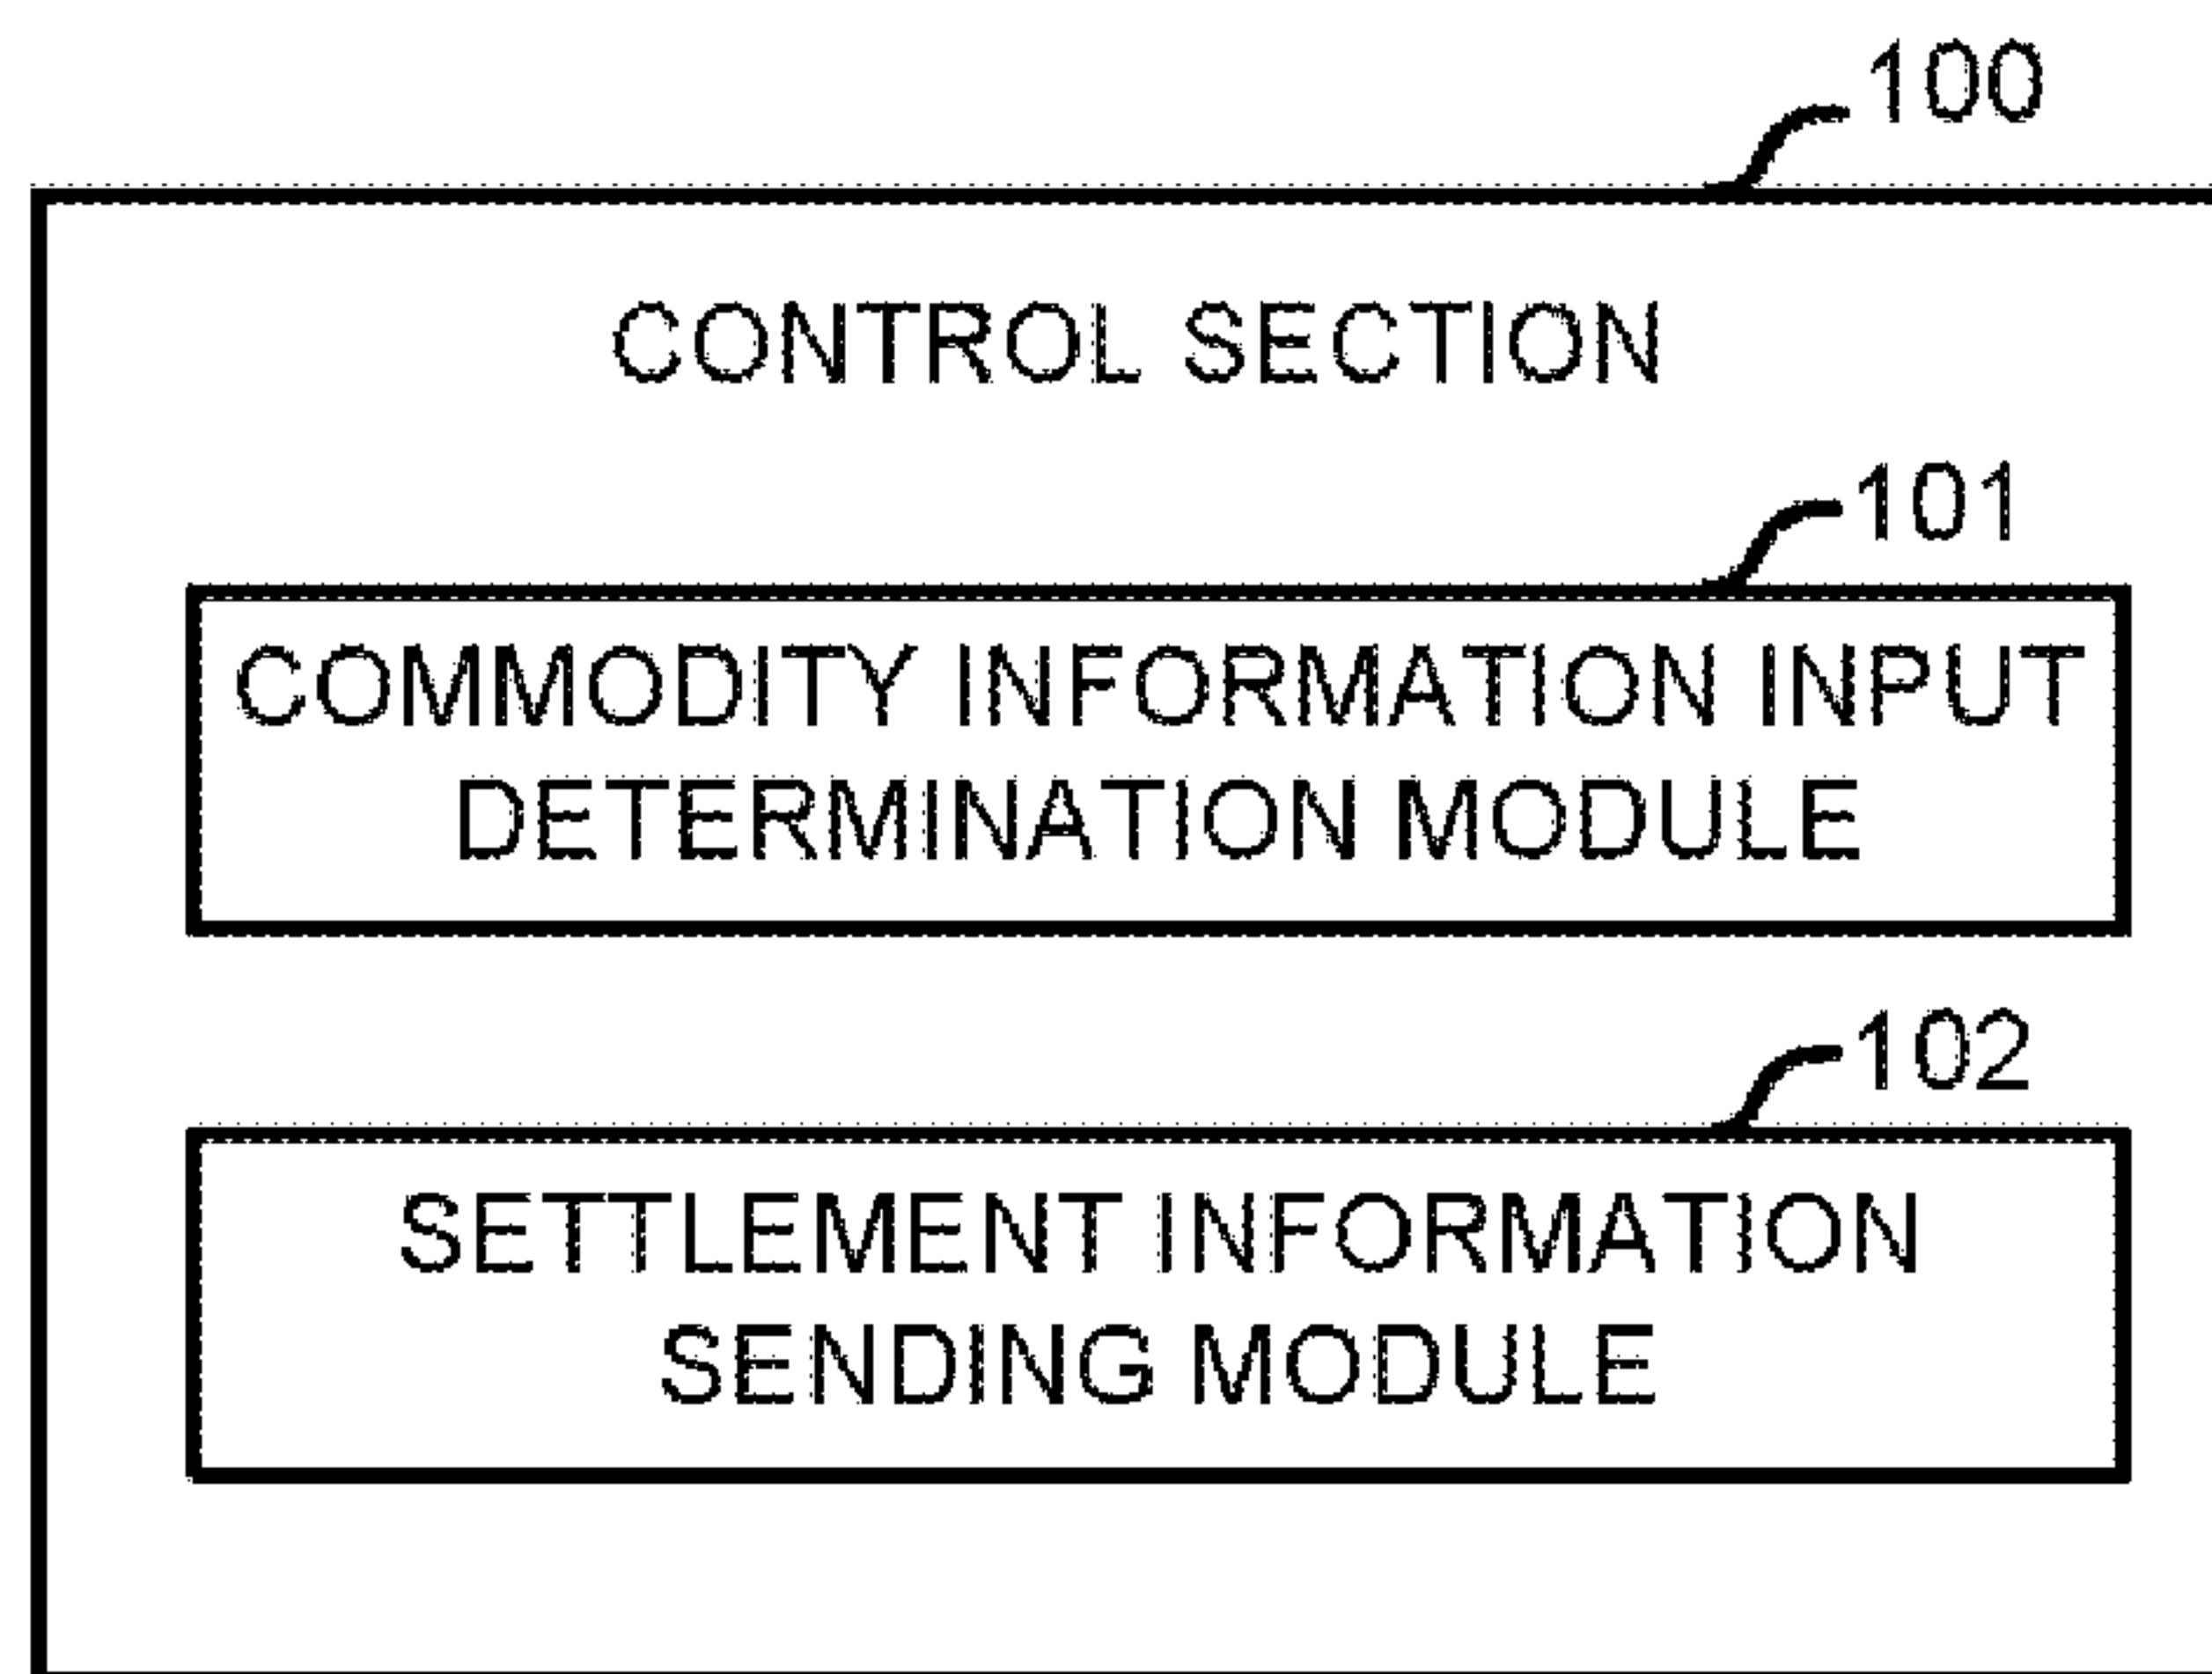 100
CONTROL SECTION
101
COMMODITY INFORMATION INPUT
DETERMINATION MODULE
102
SETTLEMENT INFORMATION
SENDING MODULE